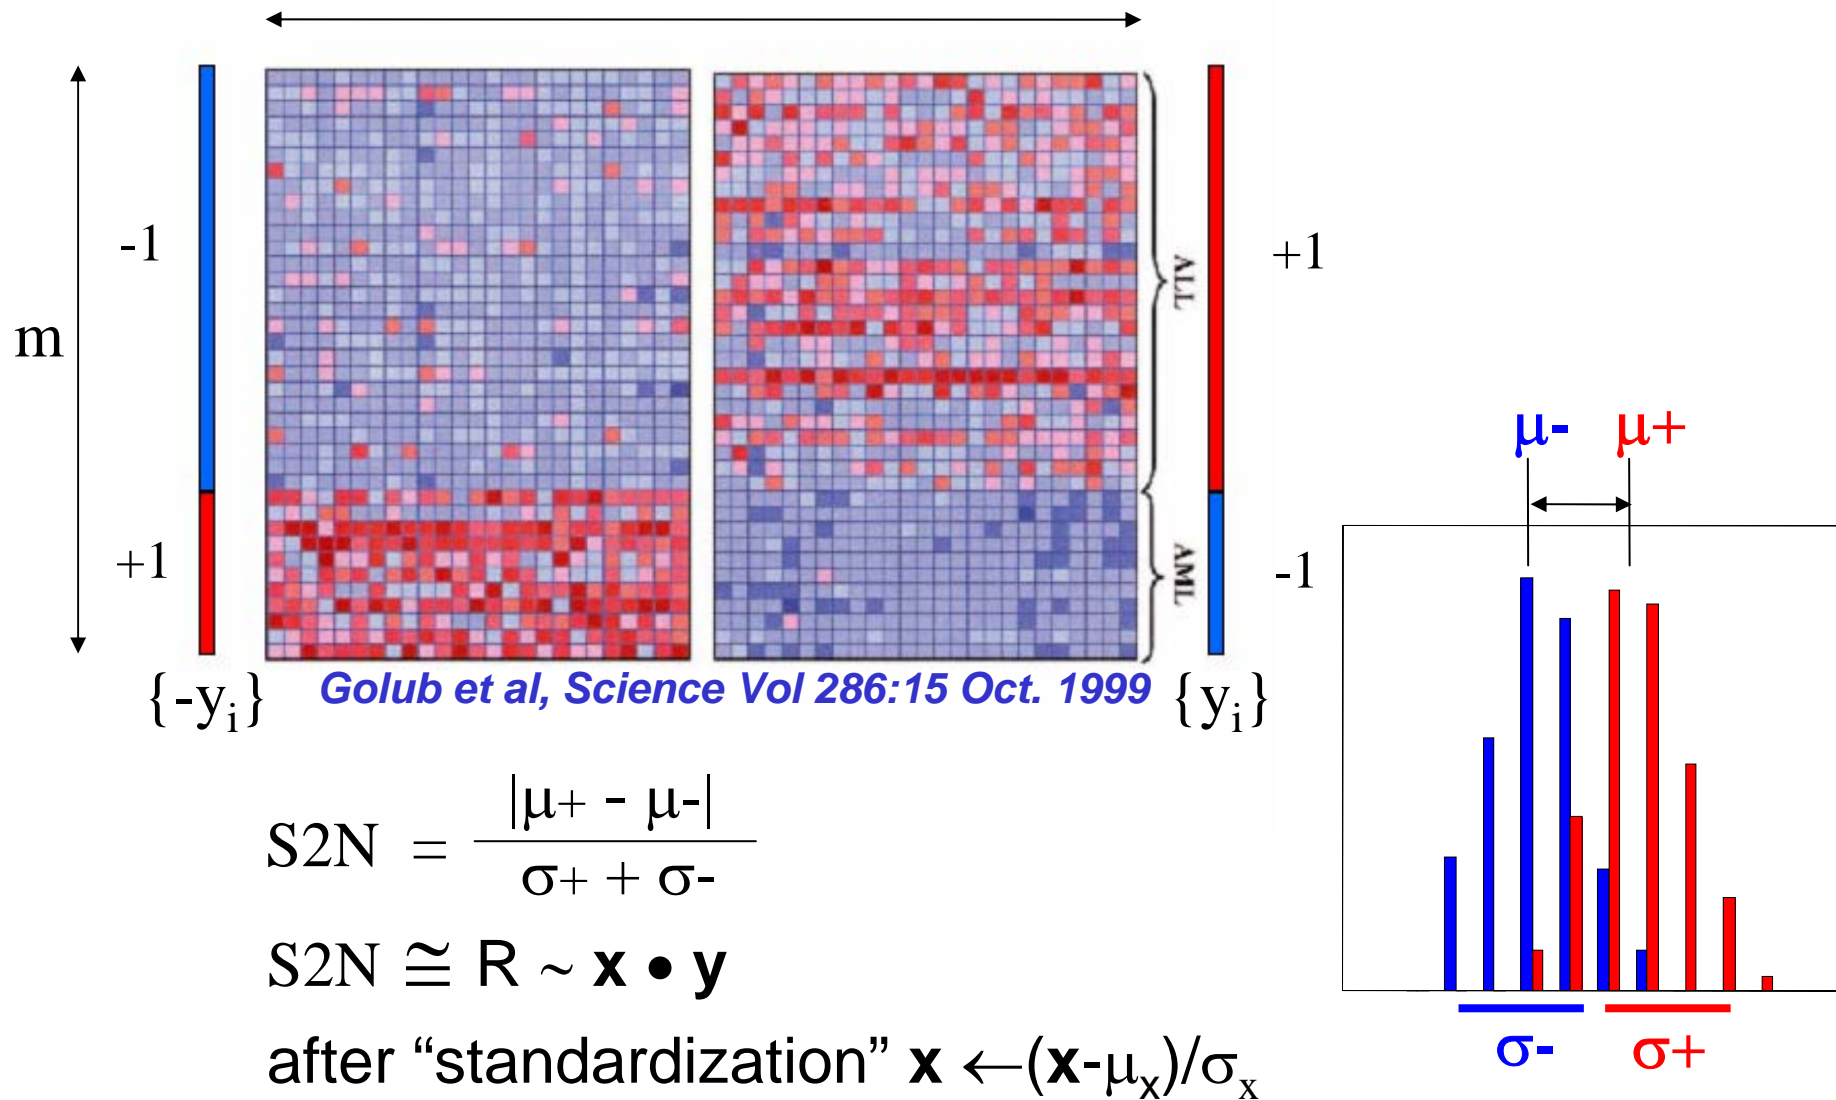 -1
+1
m
ALL
AML
+1
-1
{-yᵢ}
Golub et al, Science Vol 286:15 Oct. 1999
{yᵢ}
μ- μ+
σ- σ+
S2N = |μ+ - μ-| / σ+ + σ-
S2N ≅ R ~ x • y
after “standardization” x ←(x-μₓ)/σₓ